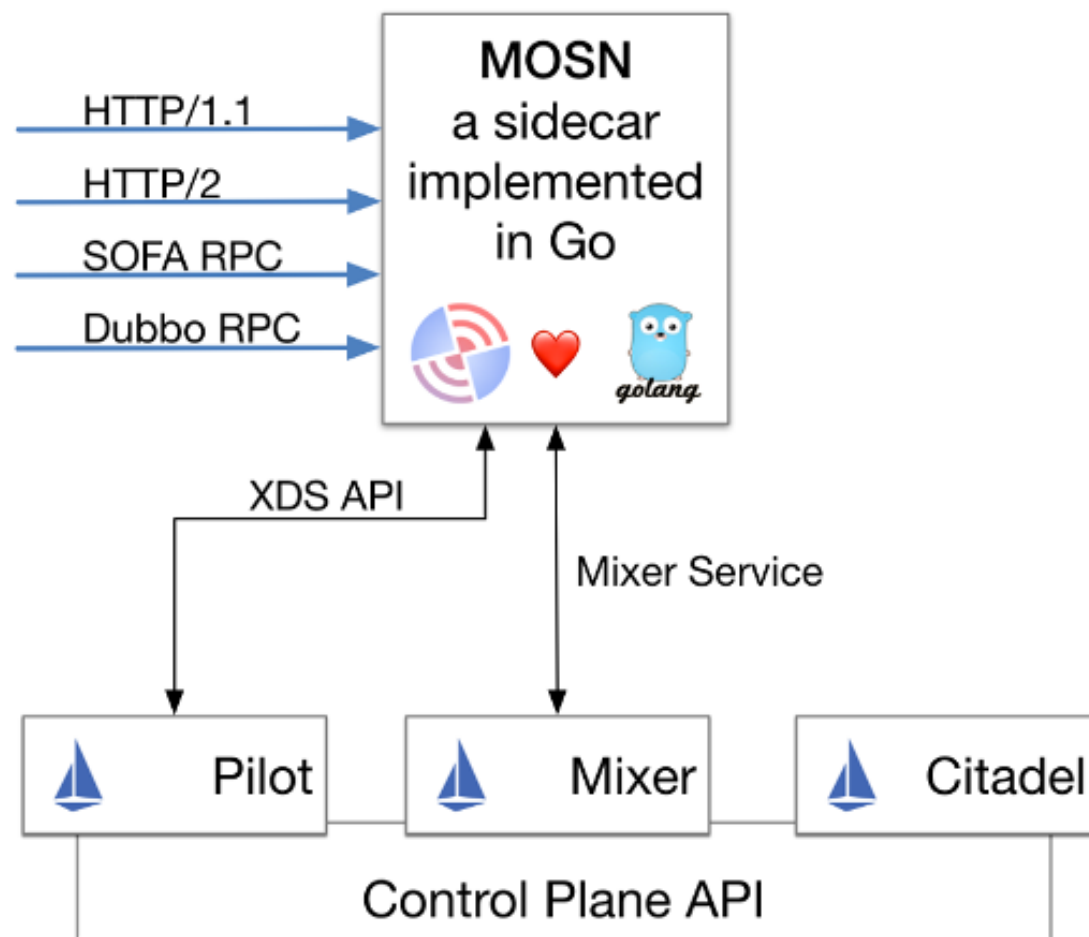 MOSN
a sidecar
implemented
in Go
golang
HTTP/1.1
HTTP/2
SOFA RPC
Dubbo RPC
XDS API
Mixer Service
Pilot
Mixer
Citadel
Control Plane API